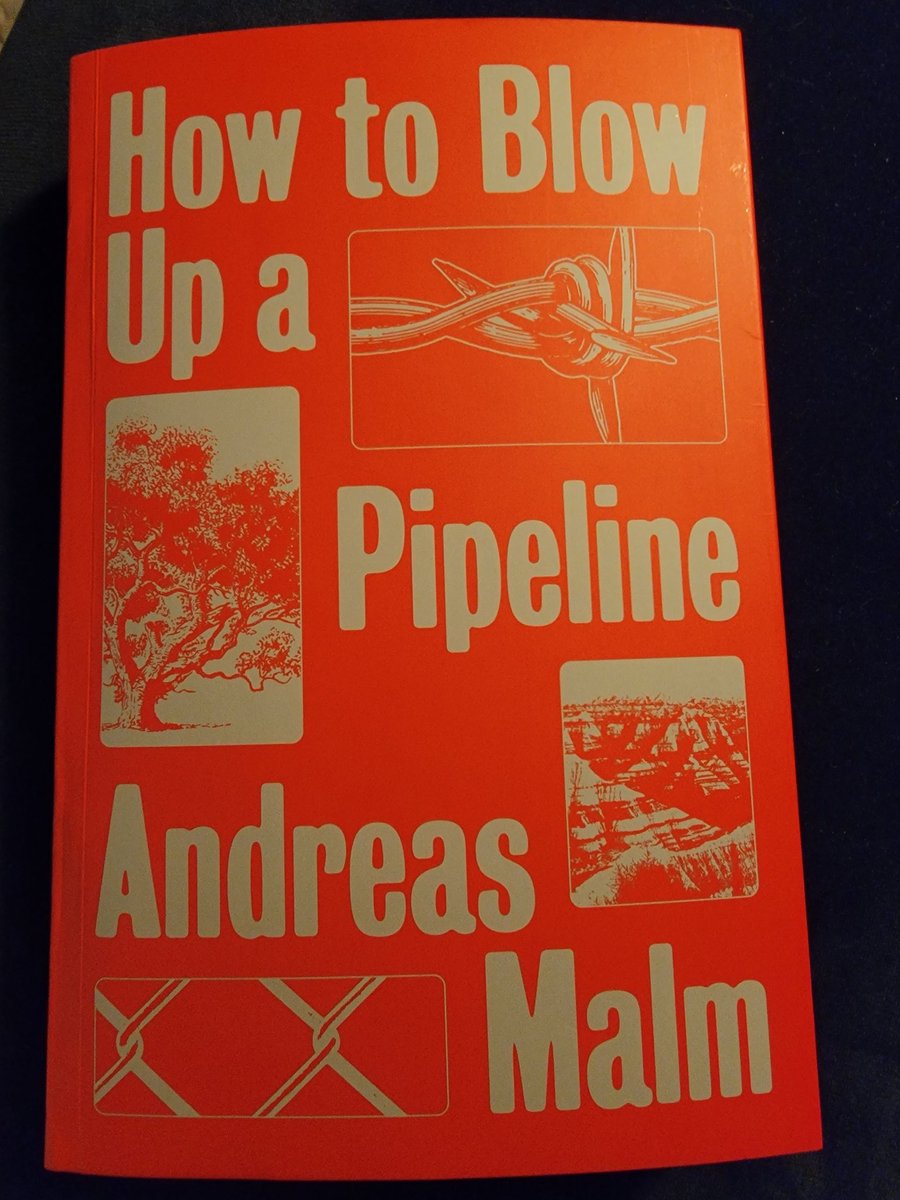 How to Blow
Up a
Pipeline
Andreas
Malm